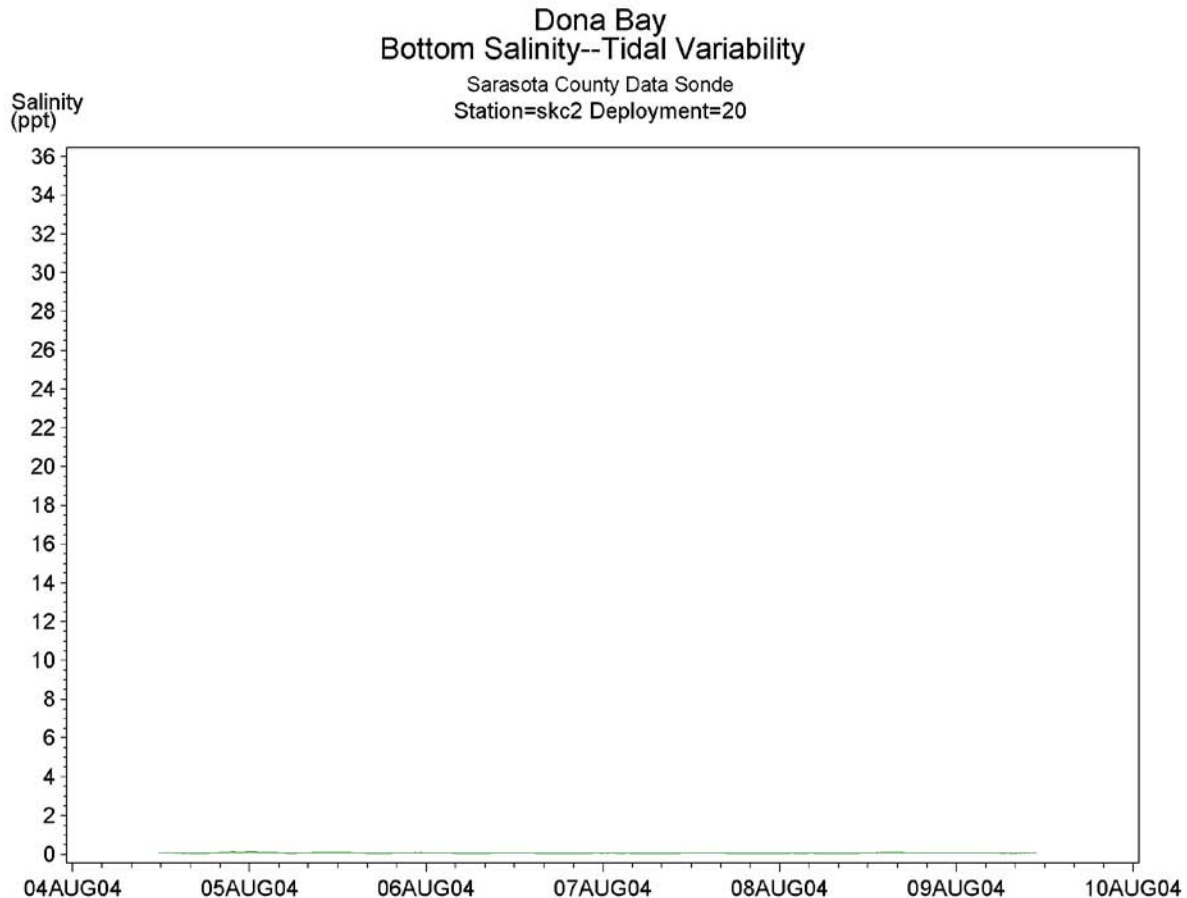 Dona Bay
Bottom Salinity--Tidal Variability
Sarasota County Data Sonde
Station=skc2 Deployment=20
Salinity
(ppt)
36
34
32
30
28
26
24
22
20
18
16
14
12
10
8
6
4
2
0
04AUG04 05AUG04 06AUG04 07AUG04 08AUG04 09AUG04 10AUG04